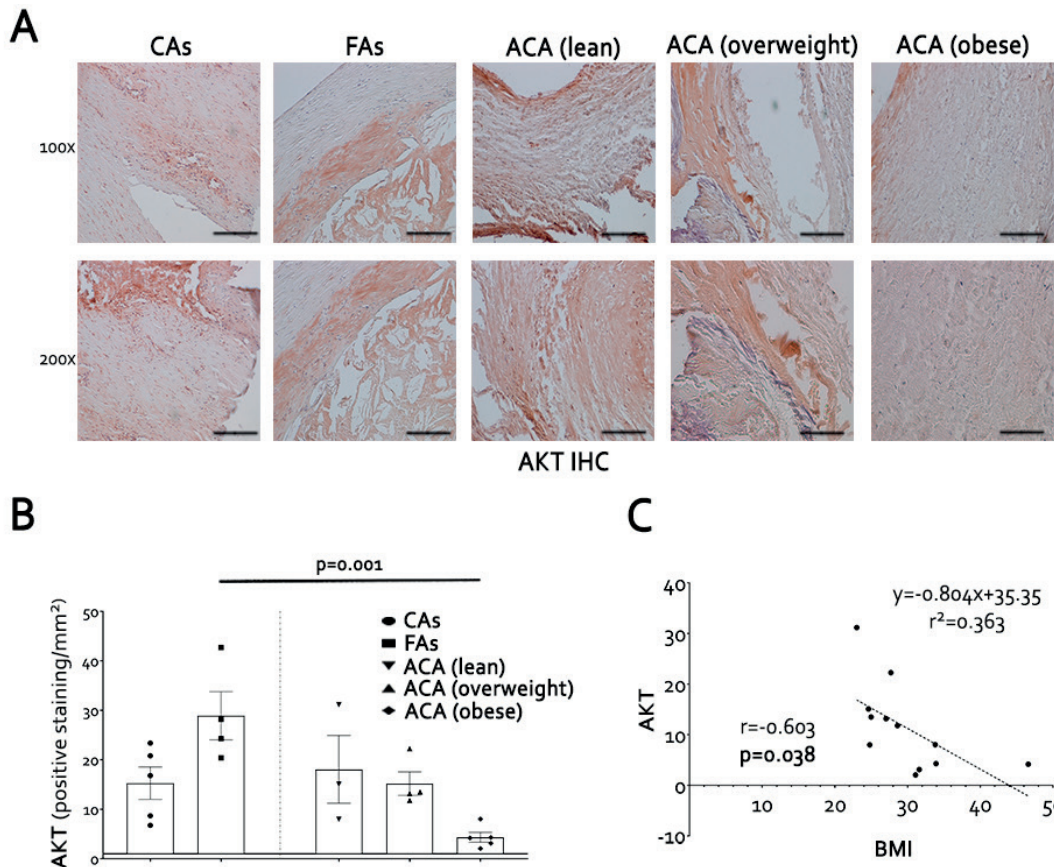 A
CAs FAs ACA (lean) ACA (overweight) ACA (obese)
100X
200X
AKT IHC
B
p=0.001
AKT (positive staining/mm²)
50
40
30
20
10
0
CAs
FAs
ACA (lean)
ACA (overweight)
ACA (obese)
C
AKT
40
30
20
10
0
-10
10 20 30 40 50
BMI
y=-0.804x+35.35
r²=0.363
r=-0.603
p=0.038